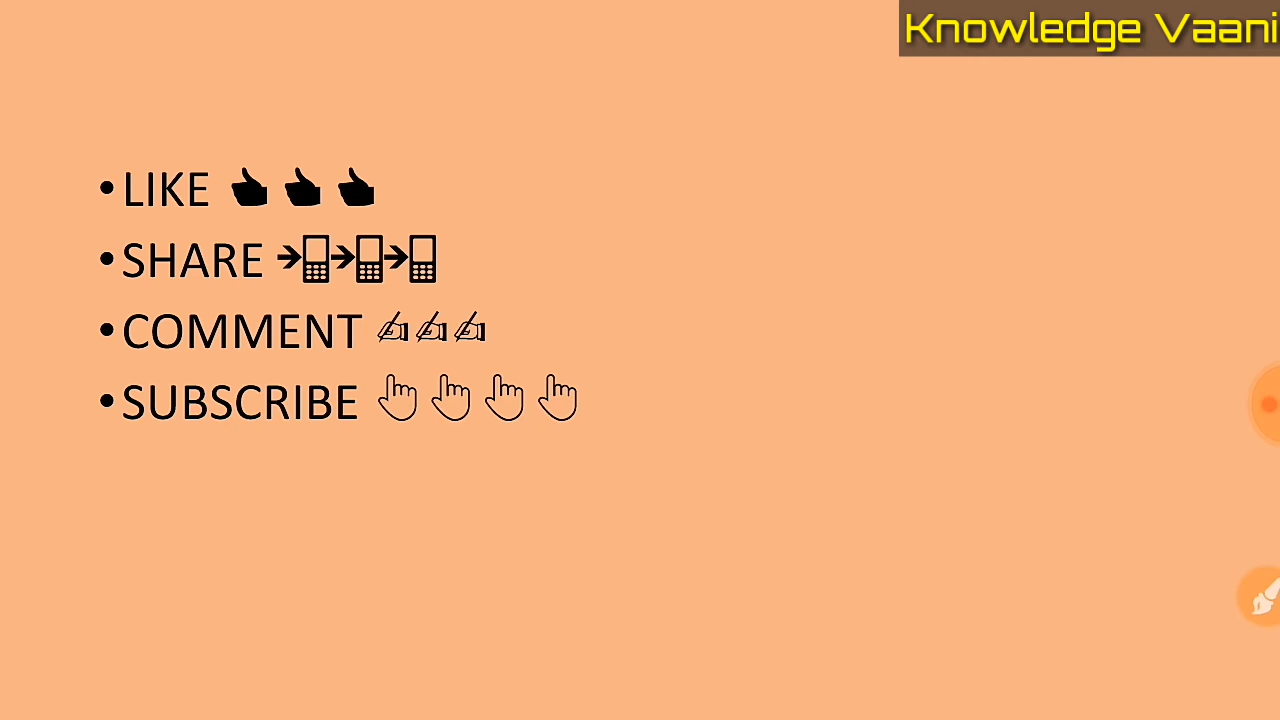 Knowledge Vaani
•LIKE 👍👍👍
•SHARE 📲📲📲
•COMMENT ✍✍✍
•SUBSCRIBE 👆👆👆👆